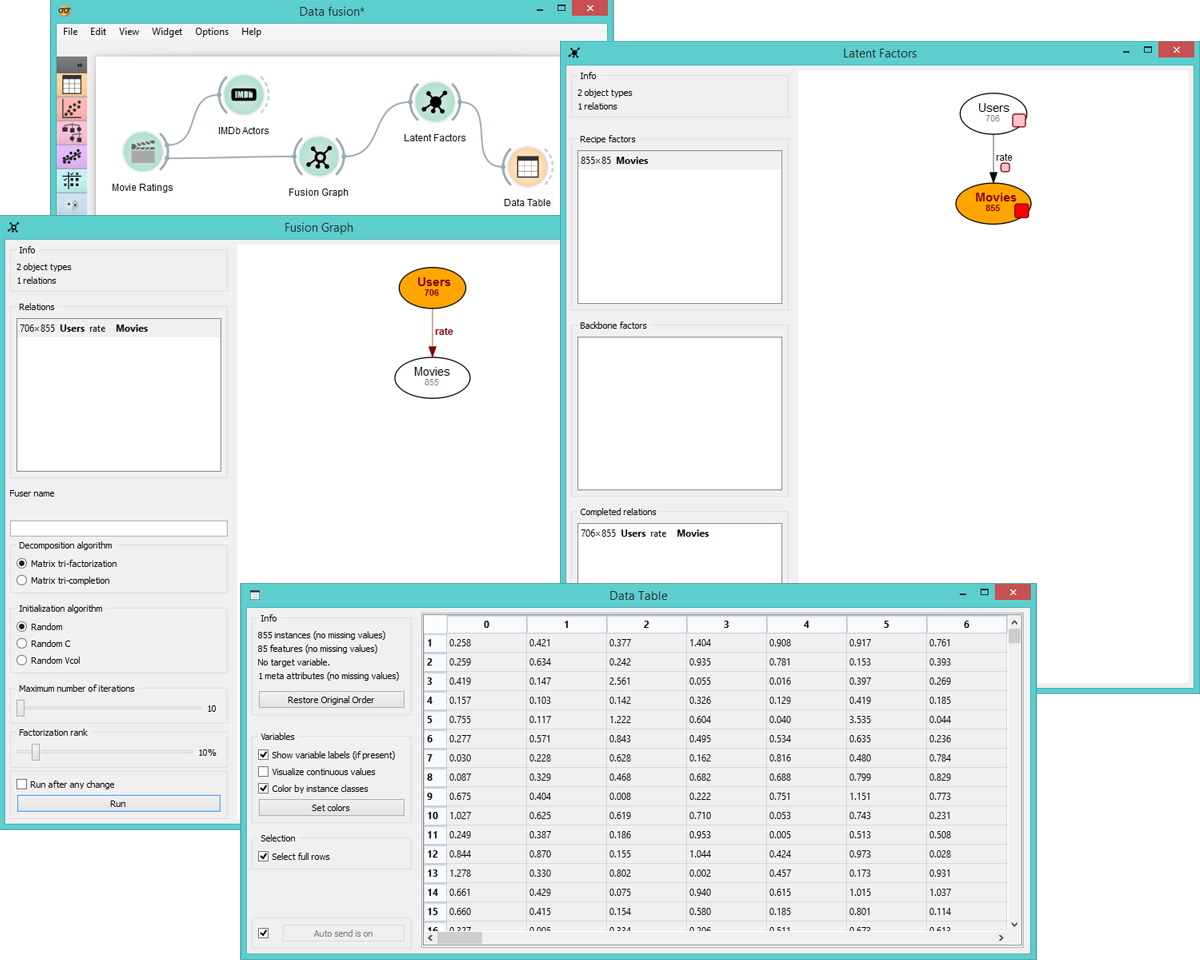 Data fusion*
File Edit View Widget Options Help
»
IMDb
IMDb Actors
Movie Ratings
Fusion Graph
Latent Factors
Data Table
Latent Factors
Info
2 object types
1 relations
Recipe factors
855×85 Movies
Backbone factors
Completed relations
706×855 Users rate Movies
Users
706
rate
Movies
855
Fusion Graph
Info
2 object types
1 relations
Relations
706×855 Users rate Movies
Fuser name
Decomposition algorithm
Matrix tri-factorization
Matrix tri-completion
Initialization algorithm
Random
Random C
Random Vcol
Maximum number of iterations
10
Factorization rank
10%
Run after any change
Run
Users
706
rate
Movies
855
Data Table
Info
855 instances (no missing values)
85 features (no missing values)
No target variable.
1 meta attributes (no missing values)
Restore Original Order
Variables
Show variable labels (if present)
Visualize continuous values
Color by instance classes
Set colors
Selection
Select full rows
Auto send is on
0 1 2 3 4 5 6
1 0.258 0.421 0.377 1.404 0.908 0.917 0.761
2 0.259 0.634 0.242 0.935 0.781 0.153 0.393
3 0.419 0.147 2.561 0.055 0.016 0.397 0.269
4 0.157 0.103 0.142 0.326 0.129 0.419 0.185
5 0.755 0.117 1.222 0.604 0.040 3.535 0.044
6 0.277 0.571 0.843 0.495 0.534 0.635 0.236
7 0.030 0.228 0.628 0.162 0.816 0.480 0.784
8 0.087 0.329 0.468 0.682 0.688 0.799 0.829
9 0.675 0.404 0.008 0.222 0.751 1.151 0.773
10 1.027 0.625 0.619 0.710 0.053 0.743 0.231
11 0.249 0.387 0.186 0.953 0.005 0.513 0.508
12 0.844 0.870 0.155 1.044 0.424 0.973 0.028
13 1.278 0.330 0.802 0.002 0.457 0.173 0.931
14 0.661 0.429 0.075 0.940 0.615 1.015 1.037
15 0.660 0.415 0.154 0.580 0.185 0.801 0.114